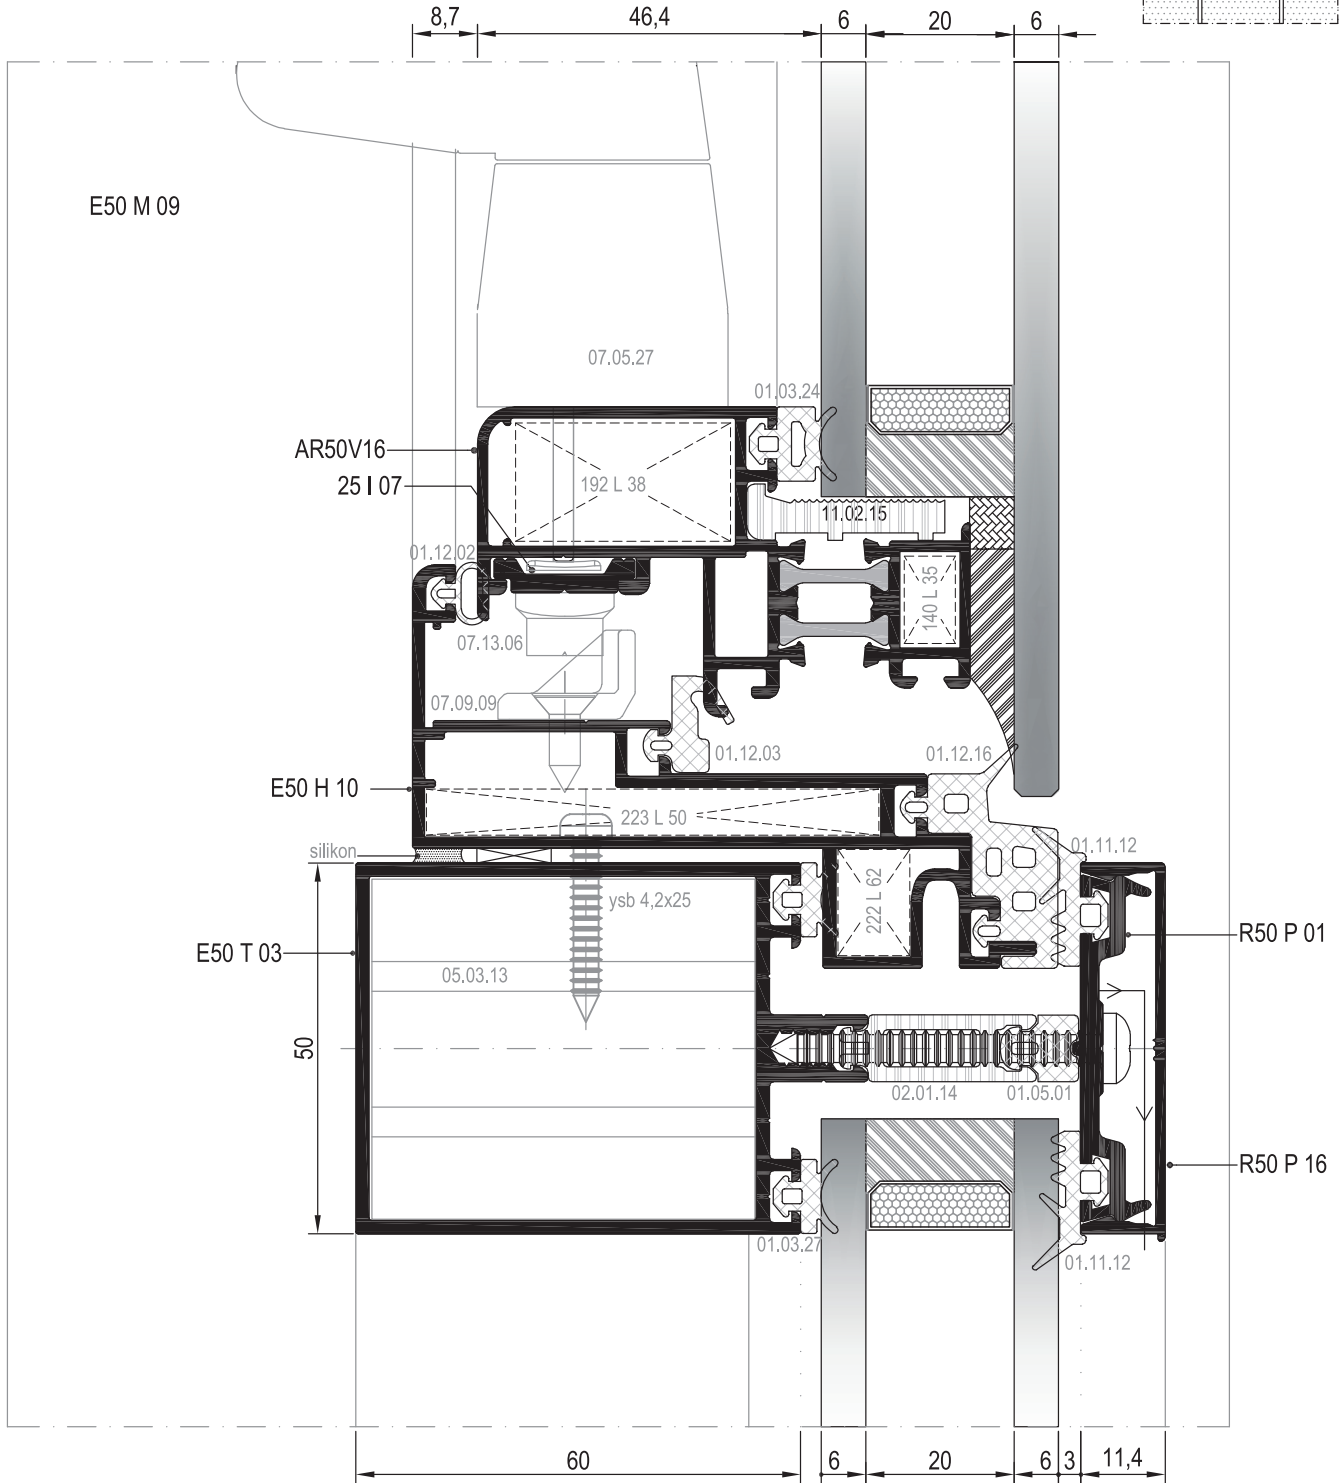 8,7 46,4 6 20 6
E50 M 09
07.05.27
01.03.24
AR50V16
25 I 07
192 L 38
11.02.15
01.12.02
140 L 35
07.13.06
07.09.09
01.12.03
01.12.16
E50 H 10
223 L 50
silikon
01.11.12
ysb 4,2x25
222 L 62
E50 T 03
R50 P 01
05.03.13
50
02.01.14
01.05.01
R50 P 16
01.03.27
01.11.12
60 6 20 6 3 11,4